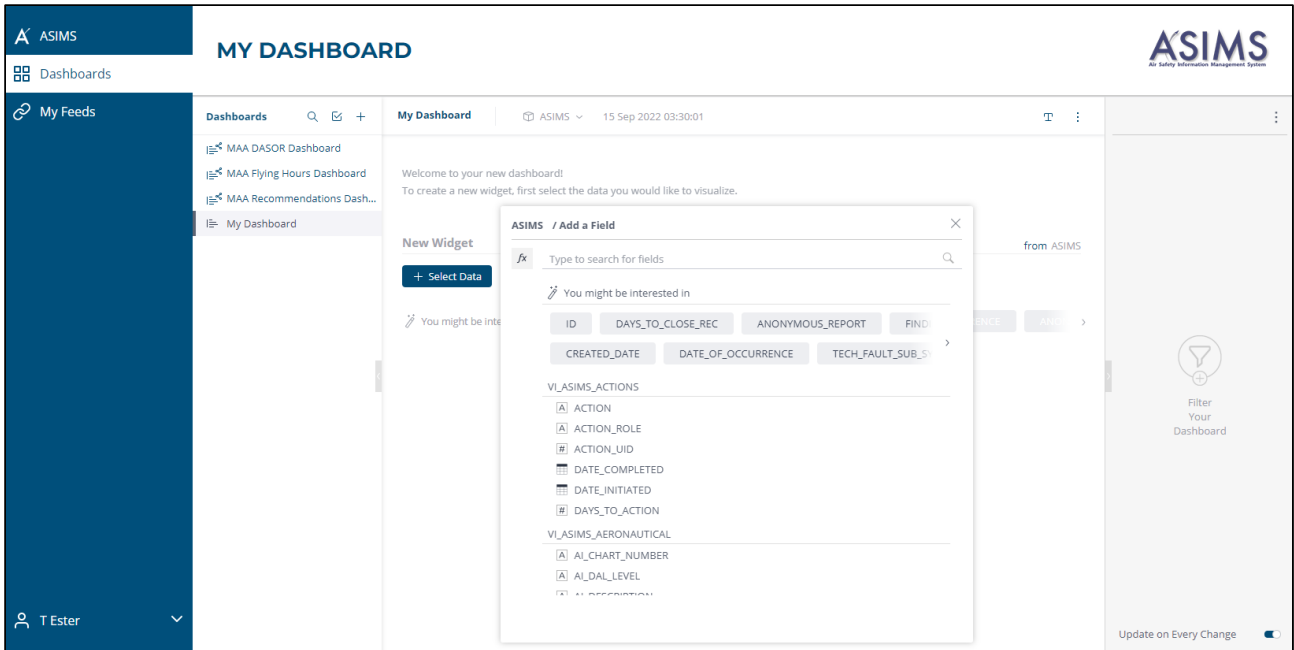 ASIMS
Dashboards
My Feeds
T Ester
MY DASHBOARD
ASIMS
Air Safety Information Management System
Dashboards
MAA DASOR Dashboard
MAA Flying Hours Dashboard
MAA Recommendations Dash...
My Dashboard
My Dashboard
ASIMS
15 Sep 2022 03:30:01
T
Welcome to your new dashboard!
To create a new widget, first select the data you would like to visualize.
New Widget
from ASIMS
+ Select Data
You might be inte
ASIMS / Add a Field
fx
Type to search for fields
You might be interested in
ID
DAYS_TO_CLOSE_REC
ANONYMOUS_REPORT
CREATED_DATE
DATE_OF_OCCURRENCE
TECH_FAULT_SUB_S
VI_ASIMS_ACTIONS
A ACTION
A ACTION_ROLE
# ACTION_UID
DATE_COMPLETED
DATE_INITIATED
# DAYS_TO_ACTION
VI_ASIMS_AERONAUTICAL
A AI_CHART_NUMBER
A AI_DAL_LEVEL
Filter
Your
Dashboard
Update on Every Change